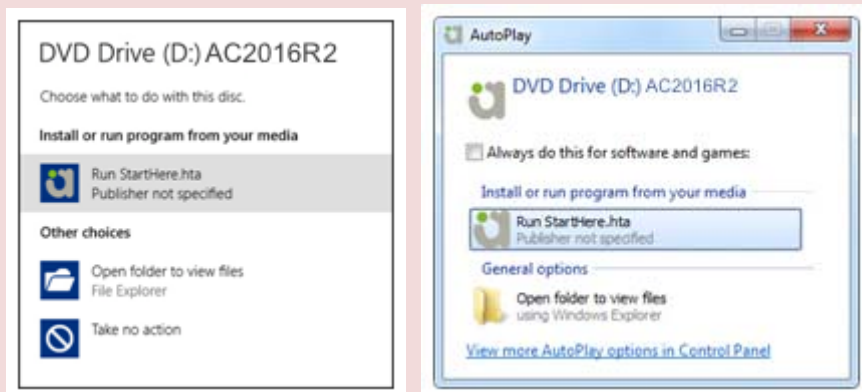 DVD Drive (D:) AC2016R2
Choose what to do with this disc.
Install or run program from your media
Run StartHere.hta
Publisher not specified
Other choices
Open folder to view files
File Explorer
Take no action
AutoPlay
DVD Drive (D:) AC2016R2
Always do this for software and games:
Install or run program from your media
Run StartHere.hta
Publisher not specified
General options
Open folder to view files
using Windows Explorer
View more AutoPlay options in Control Panel